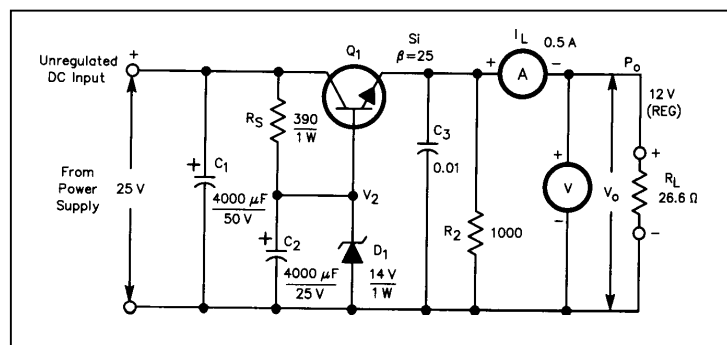 Unregulated
DC Input
+
From
Power
Supply
25 V
+
C1
4000 μF
50 V
RS
390
1 W
+
C2
4000 μF
25 V
Q1
V2
D1
14 V
1 W
Si
β=25
C3
0.01
R2
1000
IL
0.5 A
+
A
−
+
V
−
Vo
Po
12 V
(REG)
+
RL
26.6 Ω
−